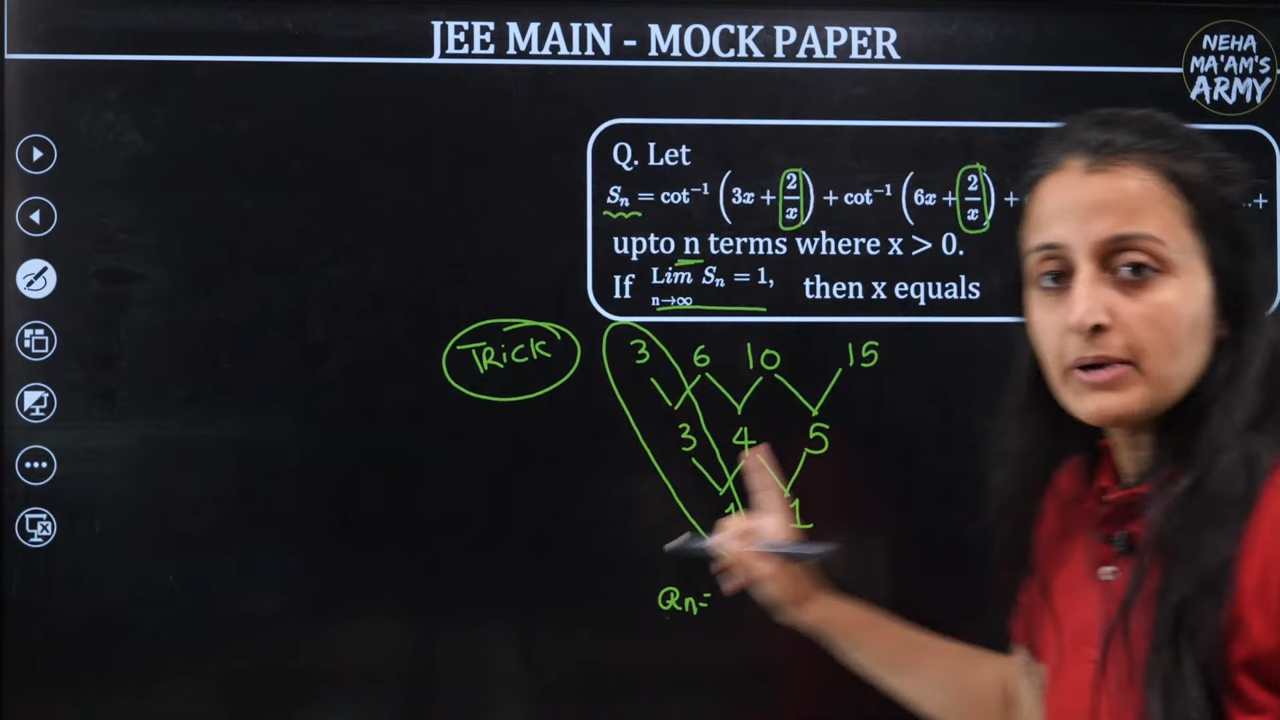 JEE MAIN - MOCK PAPER
NEHA
MA'AM'S
ARMY
Q. Let
Sₙ = cot⁻¹ (3x + 2/x) + cot⁻¹ (6x + 2/x) + ..+
upto n terms where x > 0.
If Lim Sₙ = 1, then x equals
n→∞
TRICK
3 6 10 15
3 4 5
1 1
Qn=